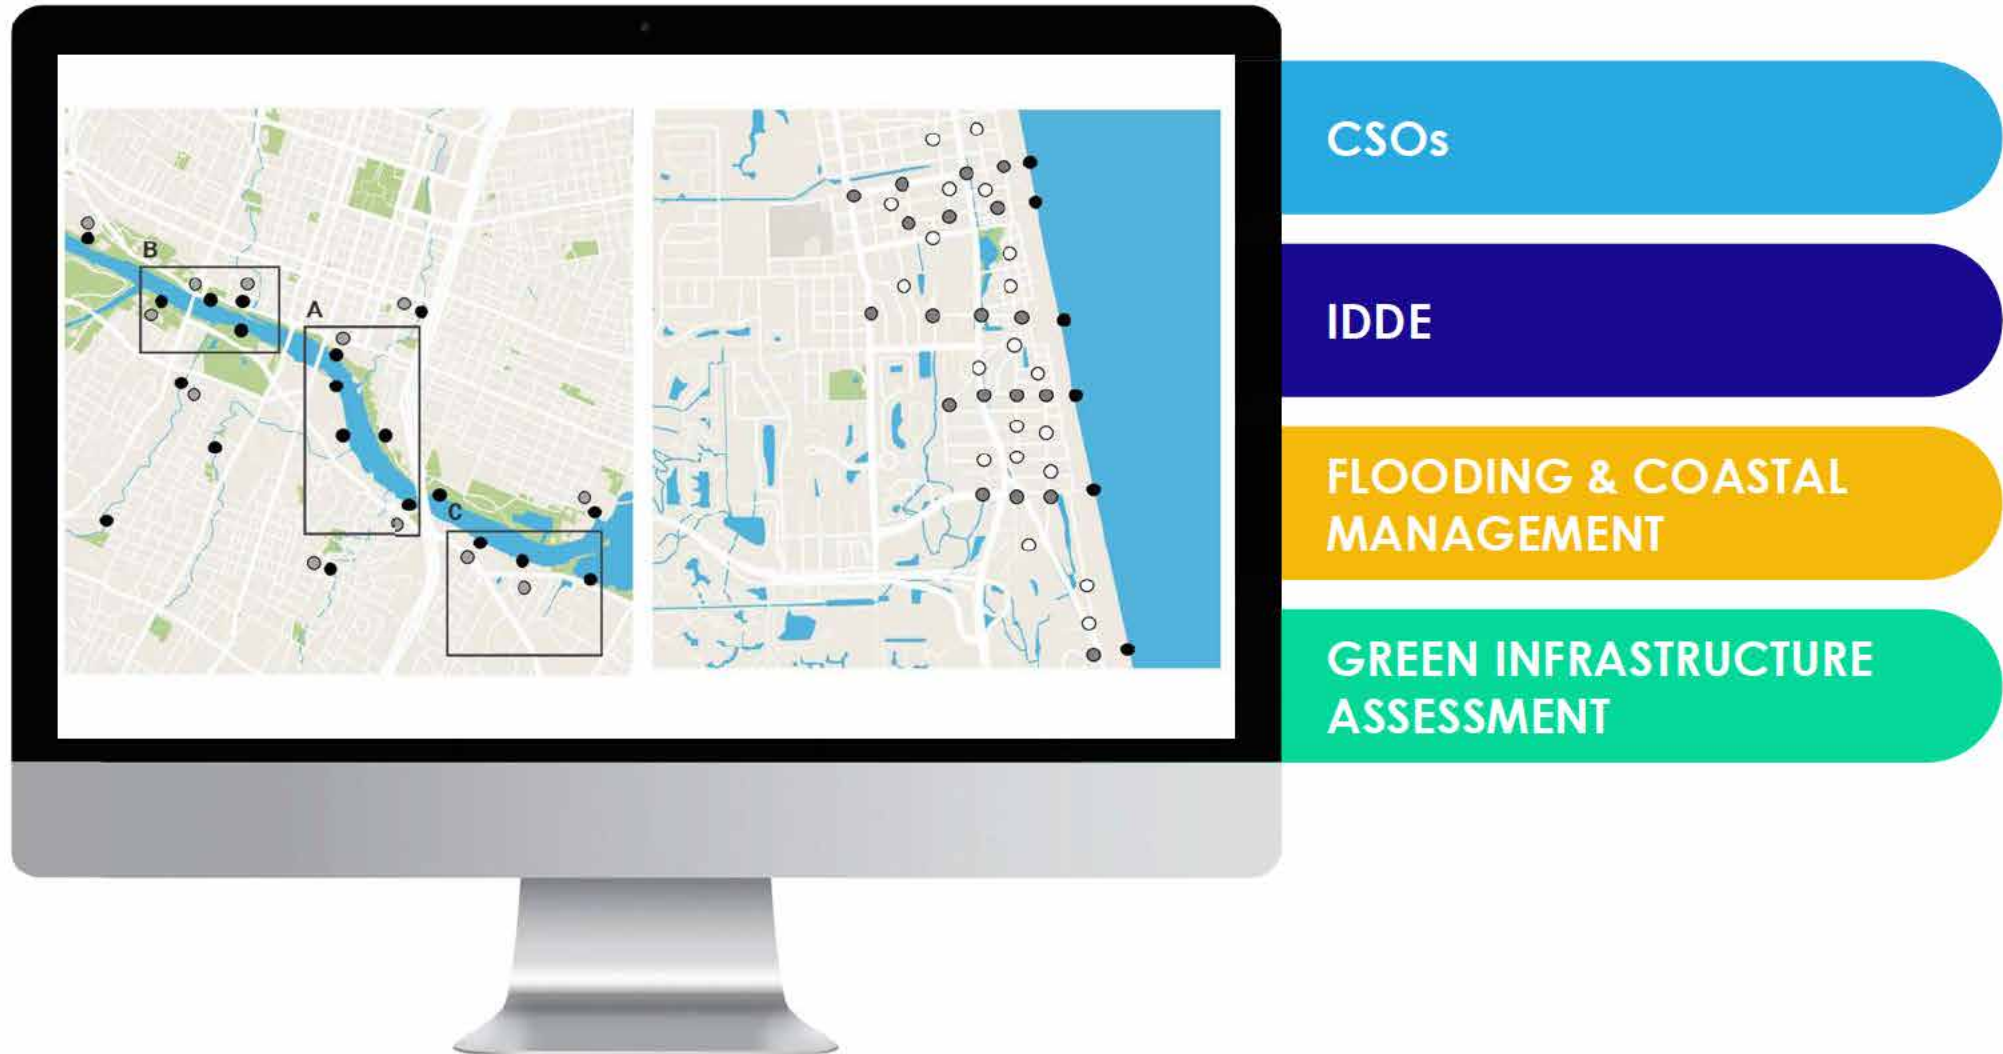 B
A
C
CSOs
IDDE
FLOODING & COASTAL
MANAGEMENT
GREEN INFRASTRUCTURE
ASSESSMENT